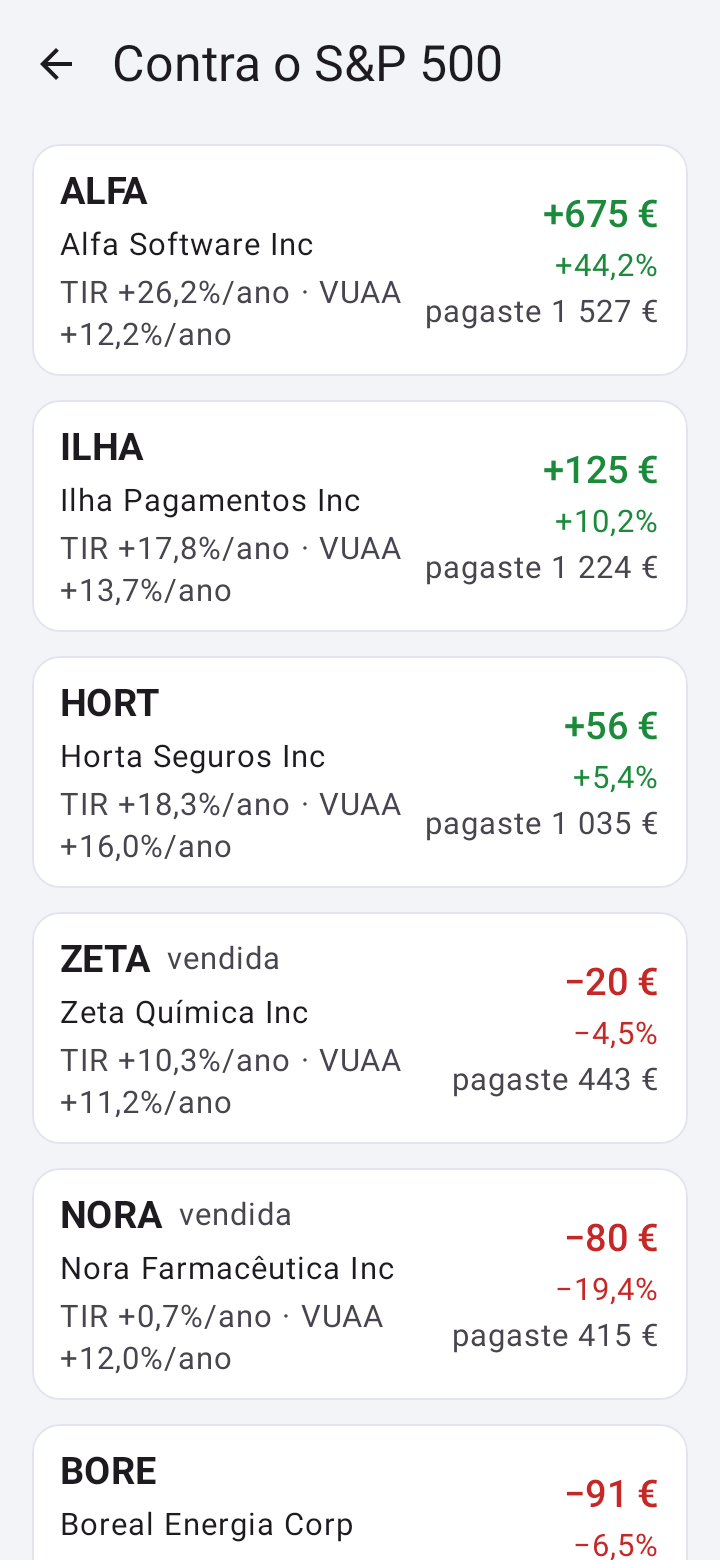 Contra o S&P 500
ALFA
Alfa Software Inc
TIR +26,2%/ano · VUAA
+12,2%/ano
+675 €
+44,2%
pagaste 1 527 €
ILHA
Ilha Pagamentos Inc
TIR +17,8%/ano · VUAA
+13,7%/ano
+125 €
+10,2%
pagaste 1 224 €
HORT
Horta Seguros Inc
TIR +18,3%/ano · VUAA
+16,0%/ano
+56 €
+5,4%
pagaste 1 035 €
ZETA vendida
Zeta Química Inc
TIR +10,3%/ano · VUAA
+11,2%/ano
−20 €
−4,5%
pagaste 443 €
NORA vendida
Nora Farmacêutica Inc
TIR +0,7%/ano · VUAA
+12,0%/ano
−80 €
−19,4%
pagaste 415 €
BORE
Boreal Energia Corp
−91 €
−6,5%